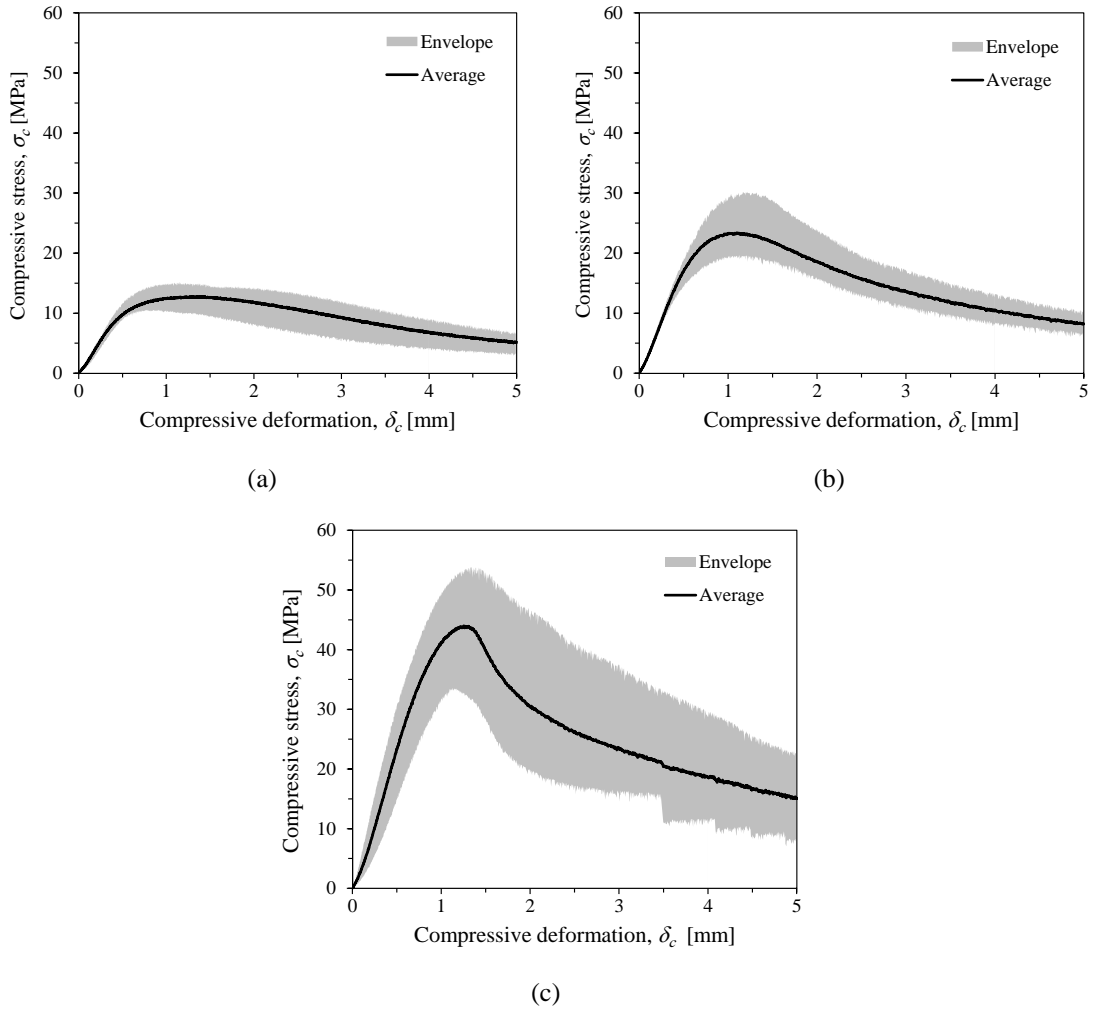 60
50
40
30
20
10
0
0 1 2 3 4 5
Compressive stress, σc [MPa]
Compressive deformation, δc [mm]
Envelope
Average
(a)
60
50
40
30
20
10
0
0 1 2 3 4 5
Compressive stress, σc [MPa]
Compressive deformation, δc [mm]
Envelope
Average
(b)
60
50
40
30
20
10
0
0 1 2 3 4 5
Compressive stress, σc [MPa]
Compressive deformation, δc [mm]
Envelope
Average
(c)